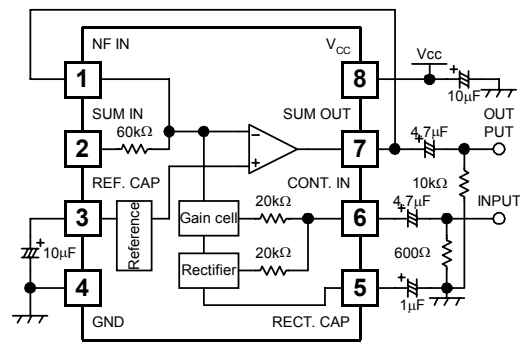 NF IN
VCC
Vcc
1
8
+
10μF
SUM IN
SUM OUT
OUT
PUT
60kΩ
4.7μF
+
2
−
+
7
REF. CAP
CONT. IN
10kΩ
20kΩ
4.7μF
INPUT
3
Reference
Gain cell
6
+
+
10μF
20kΩ
600Ω
Rectifier
4
5
+
1μF
GND
RECT. CAP